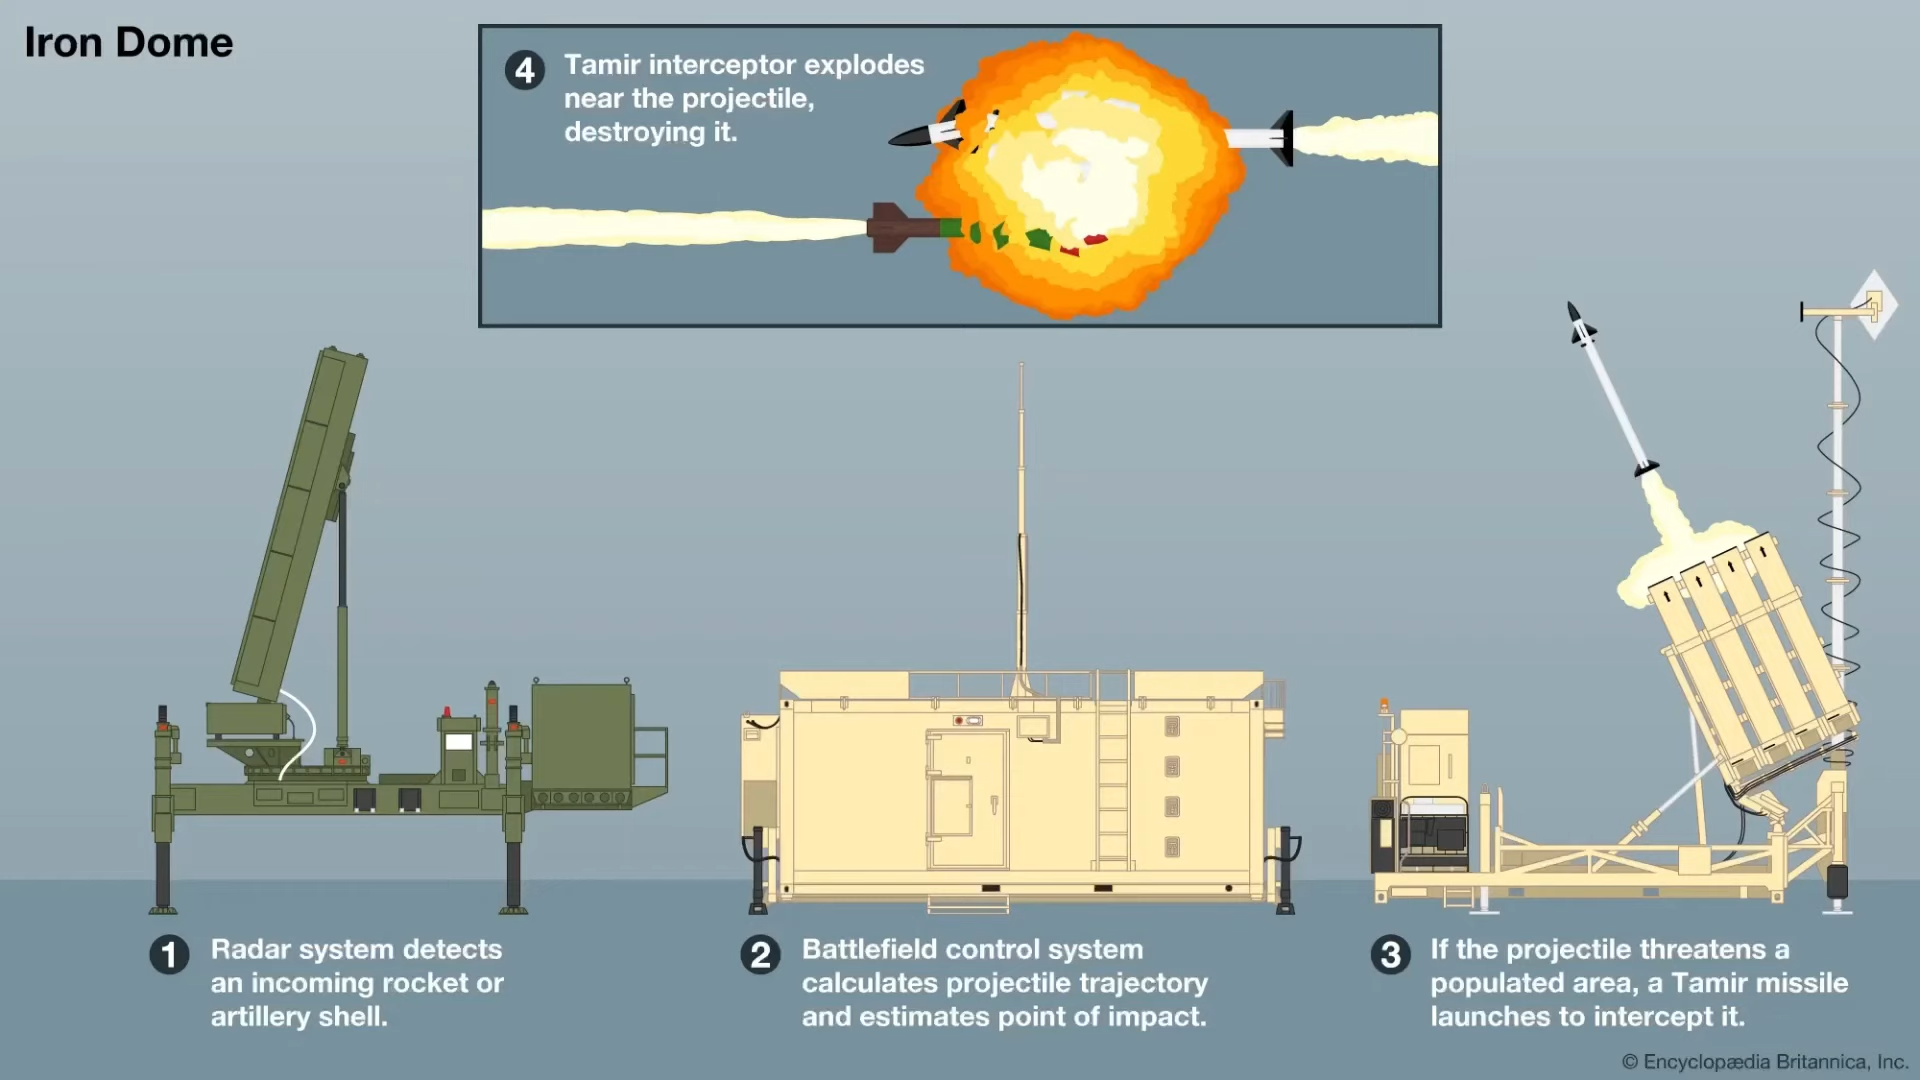 Iron Dome
4
Tamir interceptor explodes
near the projectile,
destroying it.
1
Radar system detects
an incoming rocket or
artillery shell.
2
Battlefield control system
calculates projectile trajectory
and estimates point of impact.
3
If the projectile threatens a
populated area, a Tamir missile
launches to intercept it.
© Encyclopædia Britannica, Inc.